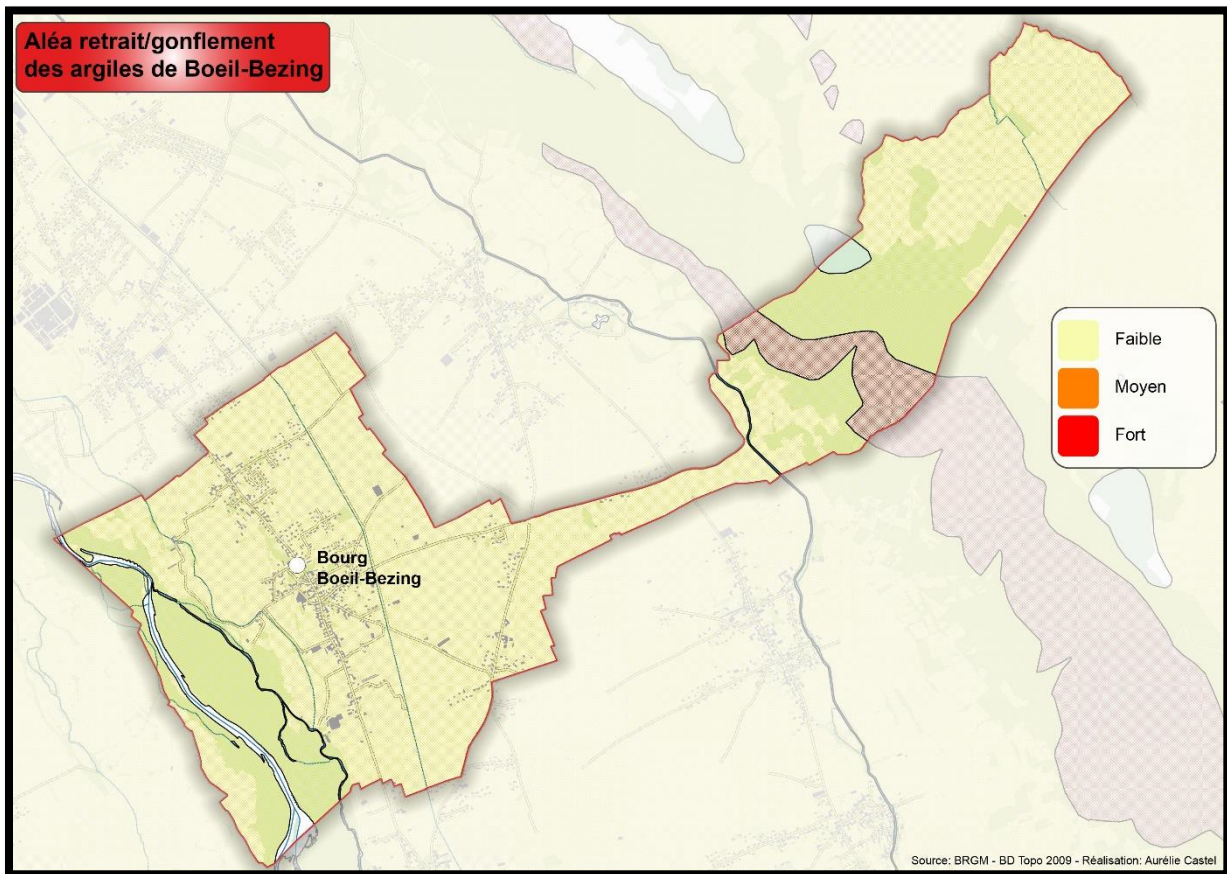 Aléa retrait/gonflement
des argiles de Boeil-Bezing
Faible
Moyen
Fort
Bourg
Boeil-Bezing
Source: BRGM - BD Topo 2009 - Réalisation: Aurélie Castel